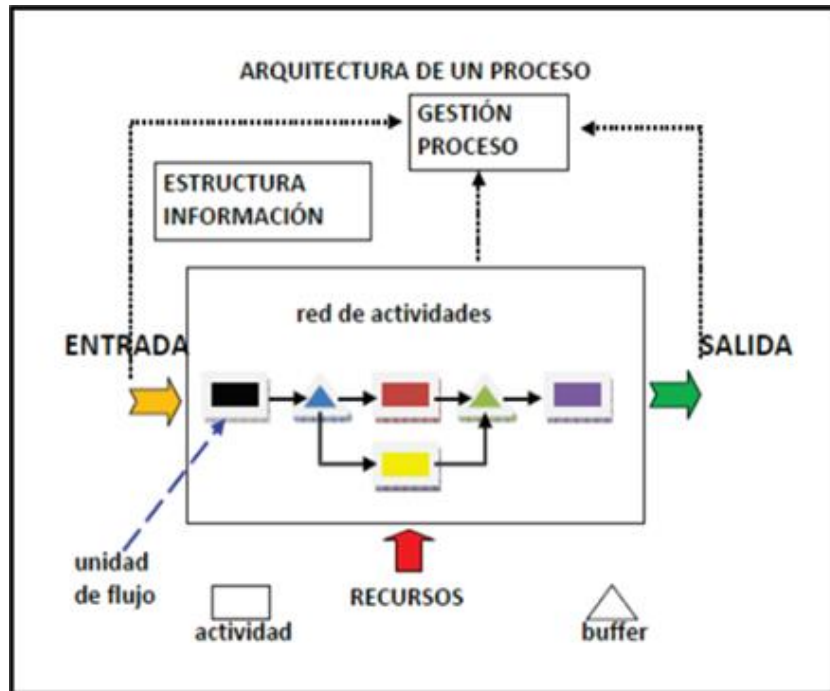 ARQUITECTURA DE UN PROCESO
GESTIÓN
PROCESO
ESTRUCTURA
INFORMACIÓN
red de actividades
ENTRADA
SALIDA
unidad
de flujo
RECURSOS
actividad
buffer